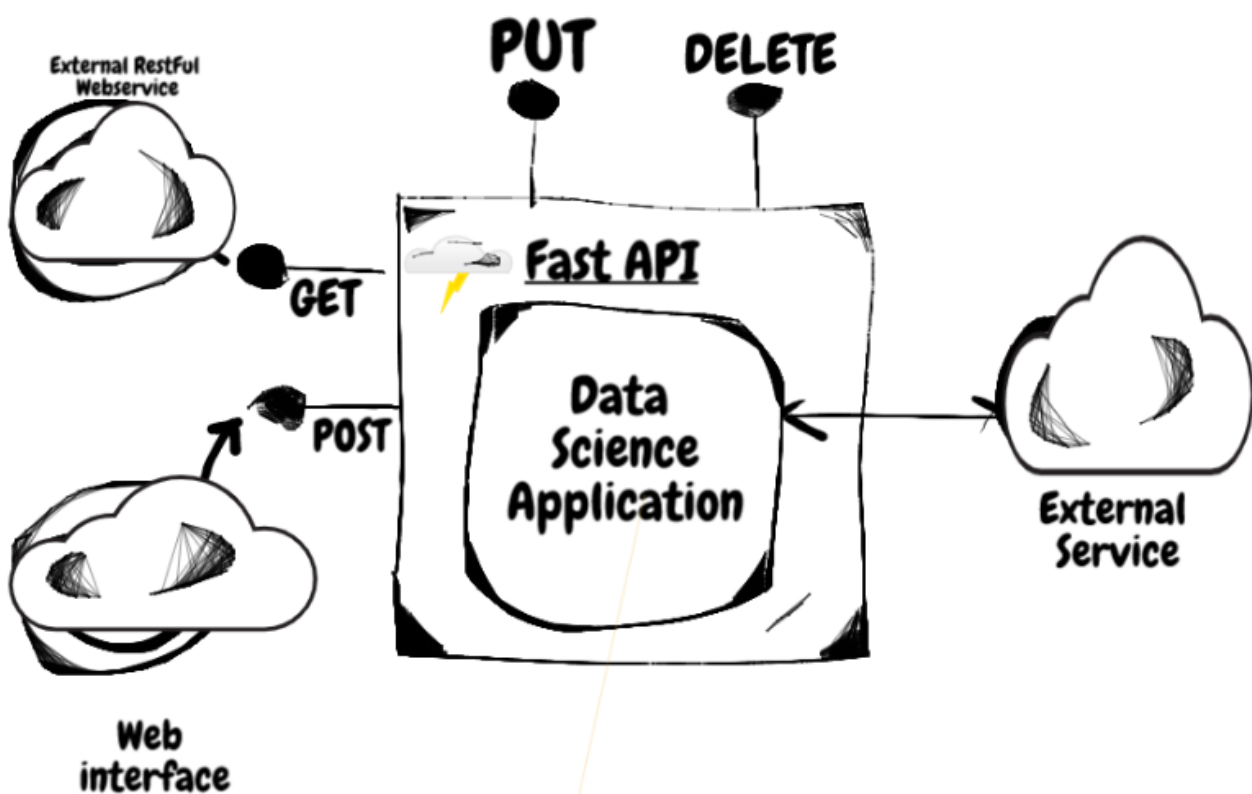 External RestFul
Webservice
PUT
DELETE
GET
Fast API
POST
Data
Science
Application
External
Service
Web
interface